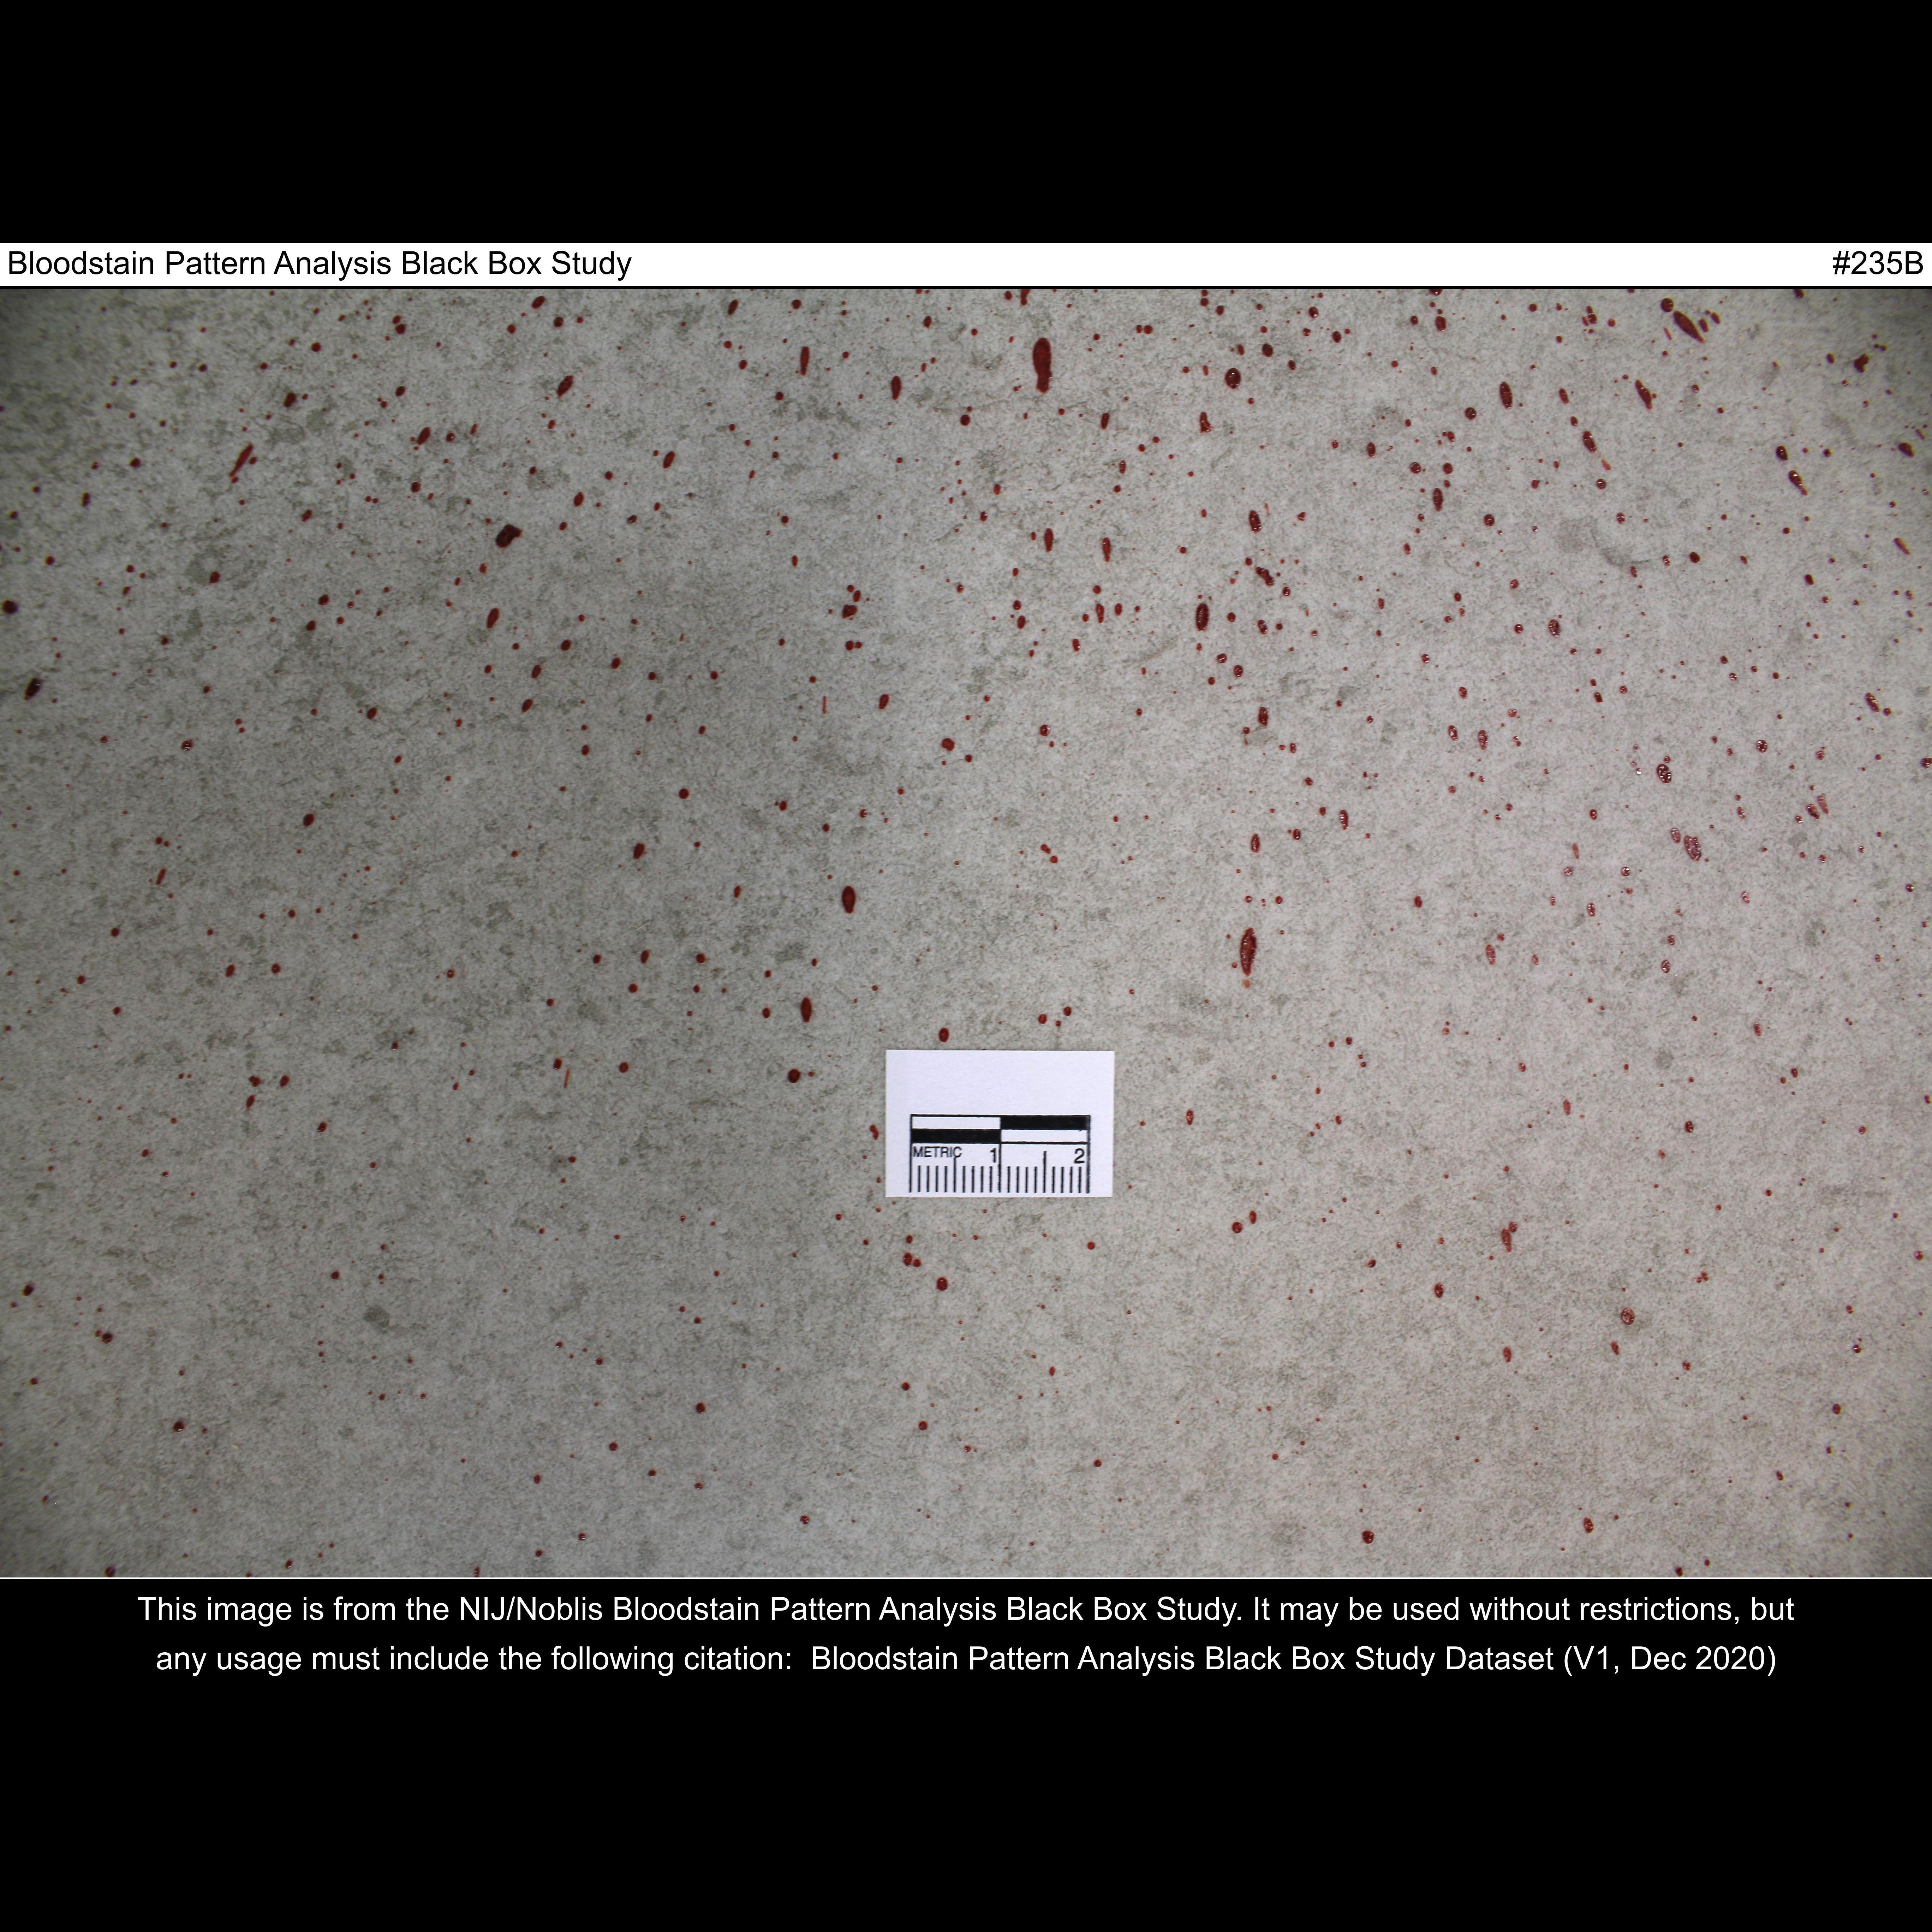 Bloodstain Pattern Analysis Black Box Study #235B
METRIC 1 2
This image is from the NIJ/Noblis Bloodstain Pattern Analysis Black Box Study. It may be used without restrictions, but
any usage must include the following citation:  Bloodstain Pattern Analysis Black Box Study Dataset (V1, Dec 2020)